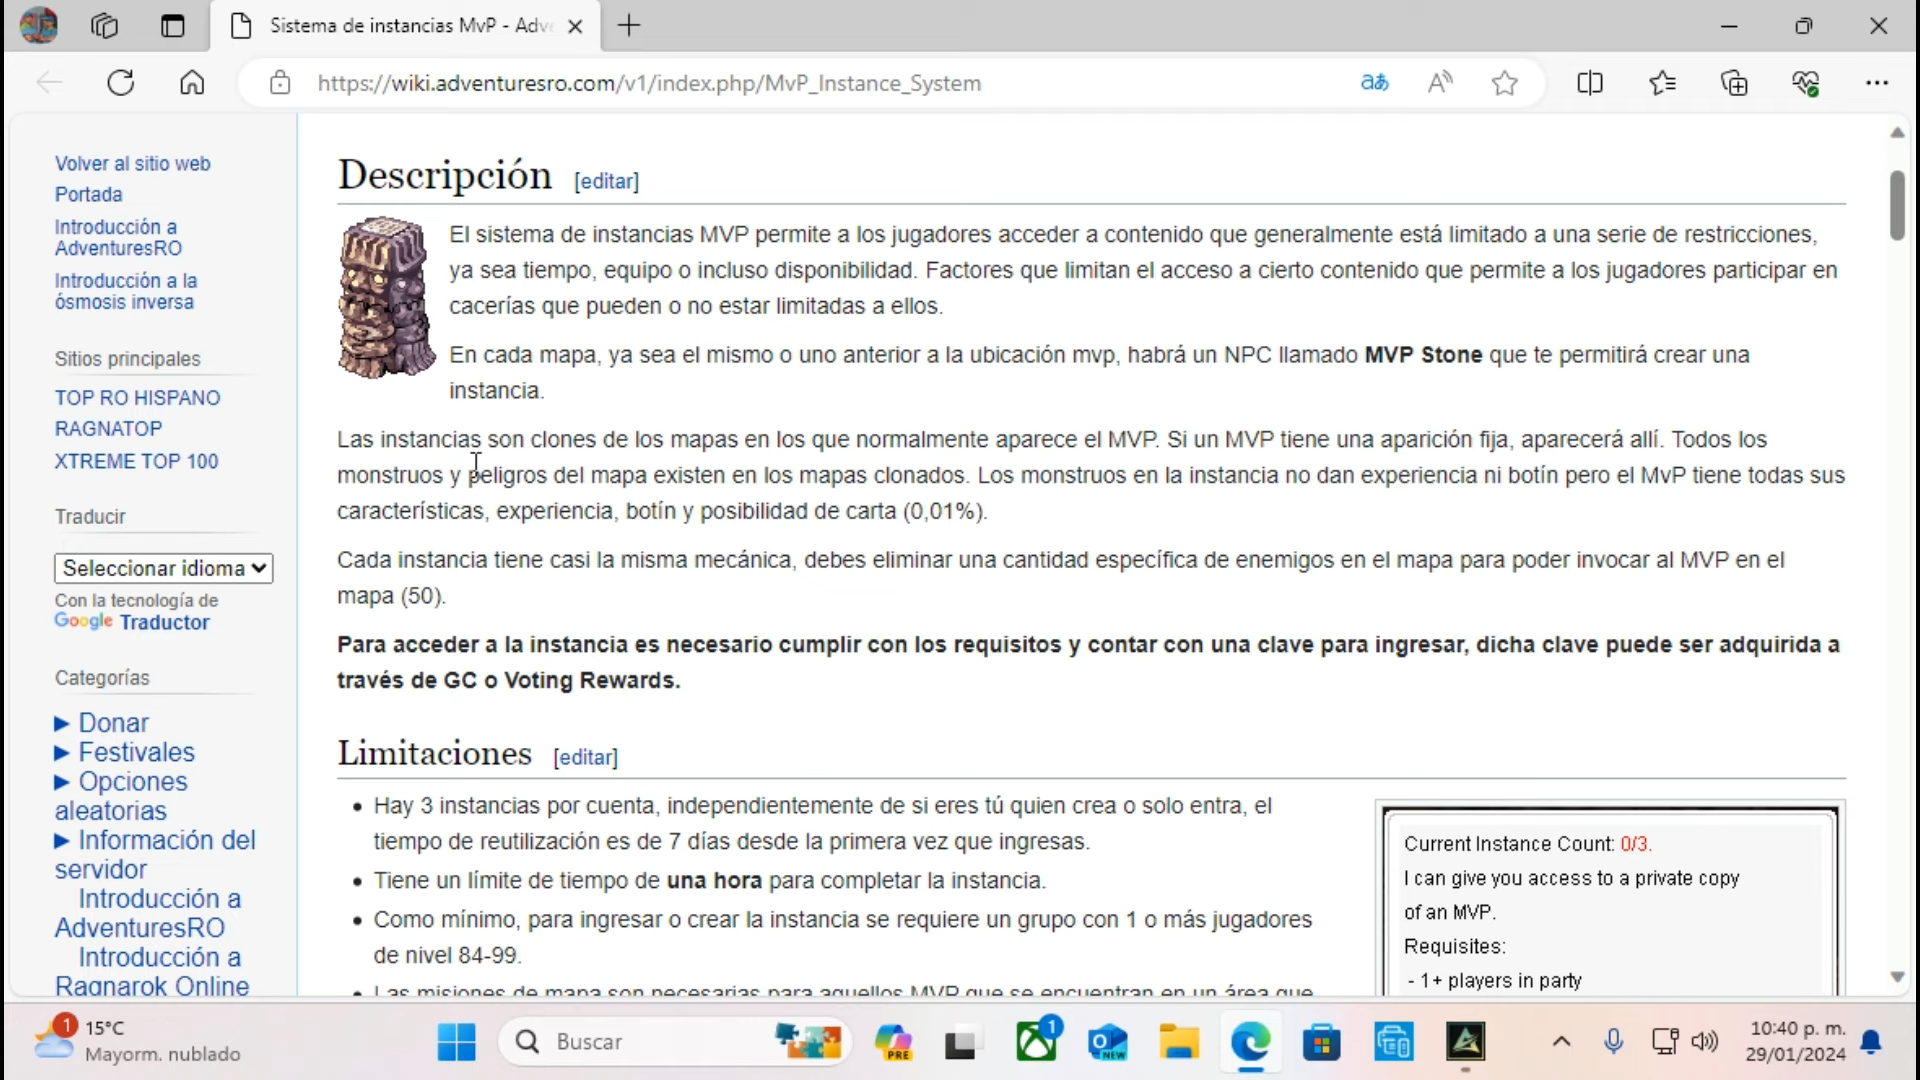 Sistema de instancias MvP - Adve
https://wiki.adventuresro.com/v1/index.php/MvP_Instance_System
Volver al sitio web
Portada
Introducción a
AdventuresRO
Introducción a la
ósmosis inversa
Sitios principales
TOP RO HISPANO
RAGNATOP
XTREME TOP 100
Traducir
Seleccionar idioma
Con la tecnología de
Google Traductor
Categorías
Donar
Festivales
Opciones
aleatorias
Información del
servidor
Introducción a
AdventuresRO
Introducción a
Ragnarok Online
Descripción [editar]
El sistema de instancias MVP permite a los jugadores acceder a contenido que generalmente está limitado a una serie de restricciones,
ya sea tiempo, equipo o incluso disponibilidad. Factores que limitan el acceso a cierto contenido que permite a los jugadores participar en
cacerías que pueden o no estar limitadas a ellos.
En cada mapa, ya sea el mismo o uno anterior a la ubicación mvp, habrá un NPC llamado MVP Stone que te permitirá crear una
instancia.
Las instancias son clones de los mapas en los que normalmente aparece el MVP. Si un MVP tiene una aparición fija, aparecerá allí. Todos los
monstruos y peligros del mapa existen en los mapas clonados. Los monstruos en la instancia no dan experiencia ni botín pero el MvP tiene todas sus
características, experiencia, botín y posibilidad de carta (0,01%).
Cada instancia tiene casi la misma mecánica, debes eliminar una cantidad específica de enemigos en el mapa para poder invocar al MVP en el
mapa (50).
Para acceder a la instancia es necesario cumplir con los requisitos y contar con una clave para ingresar, dicha clave puede ser adquirida a
través de GC o Voting Rewards.
Limitaciones [editar]
Hay 3 instancias por cuenta, independientemente de si eres tú quien crea o solo entra, el
tiempo de reutilización es de 7 días desde la primera vez que ingresas.
Tiene un límite de tiempo de una hora para completar la instancia.
Como mínimo, para ingresar o crear la instancia se requiere un grupo con 1 o más jugadores
de nivel 84-99.
Las misiones de mapa son necesarias para aquellos MVP que se encuentran en un área que
Current Instance Count: 0/3.
I can give you access to a private copy
of an MVP.
Requisites:
- 1+ players in party
1
15°C
Mayorm. nublado
Buscar
PRE
1
NEW
10:40 p. m.
29/01/2024